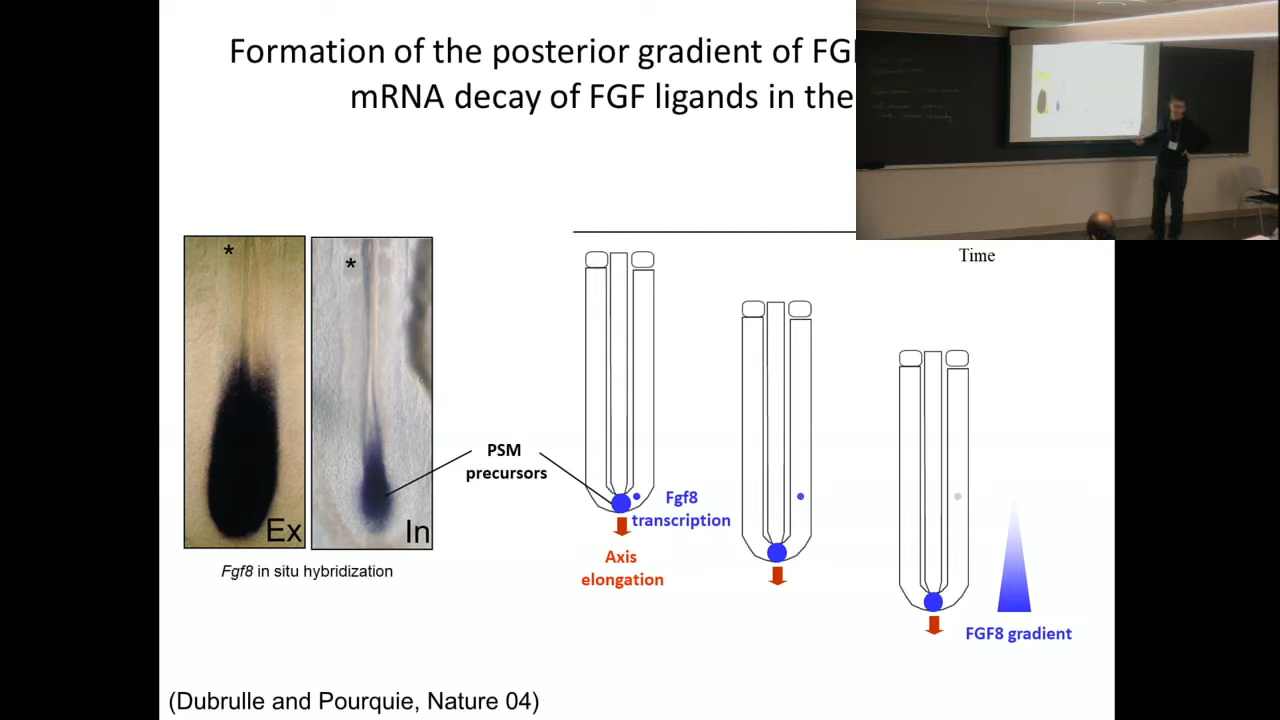 Formation of the posterior gradient of
mRNA decay of FGF ligands in the
*
*
Time
PSM
precursors
Fgf8
transcription
Axis
elongation
Ex
In
Fgf8 in situ hybridization
FGF8 gradient
(Dubrulle and Pourquie, Nature 04)